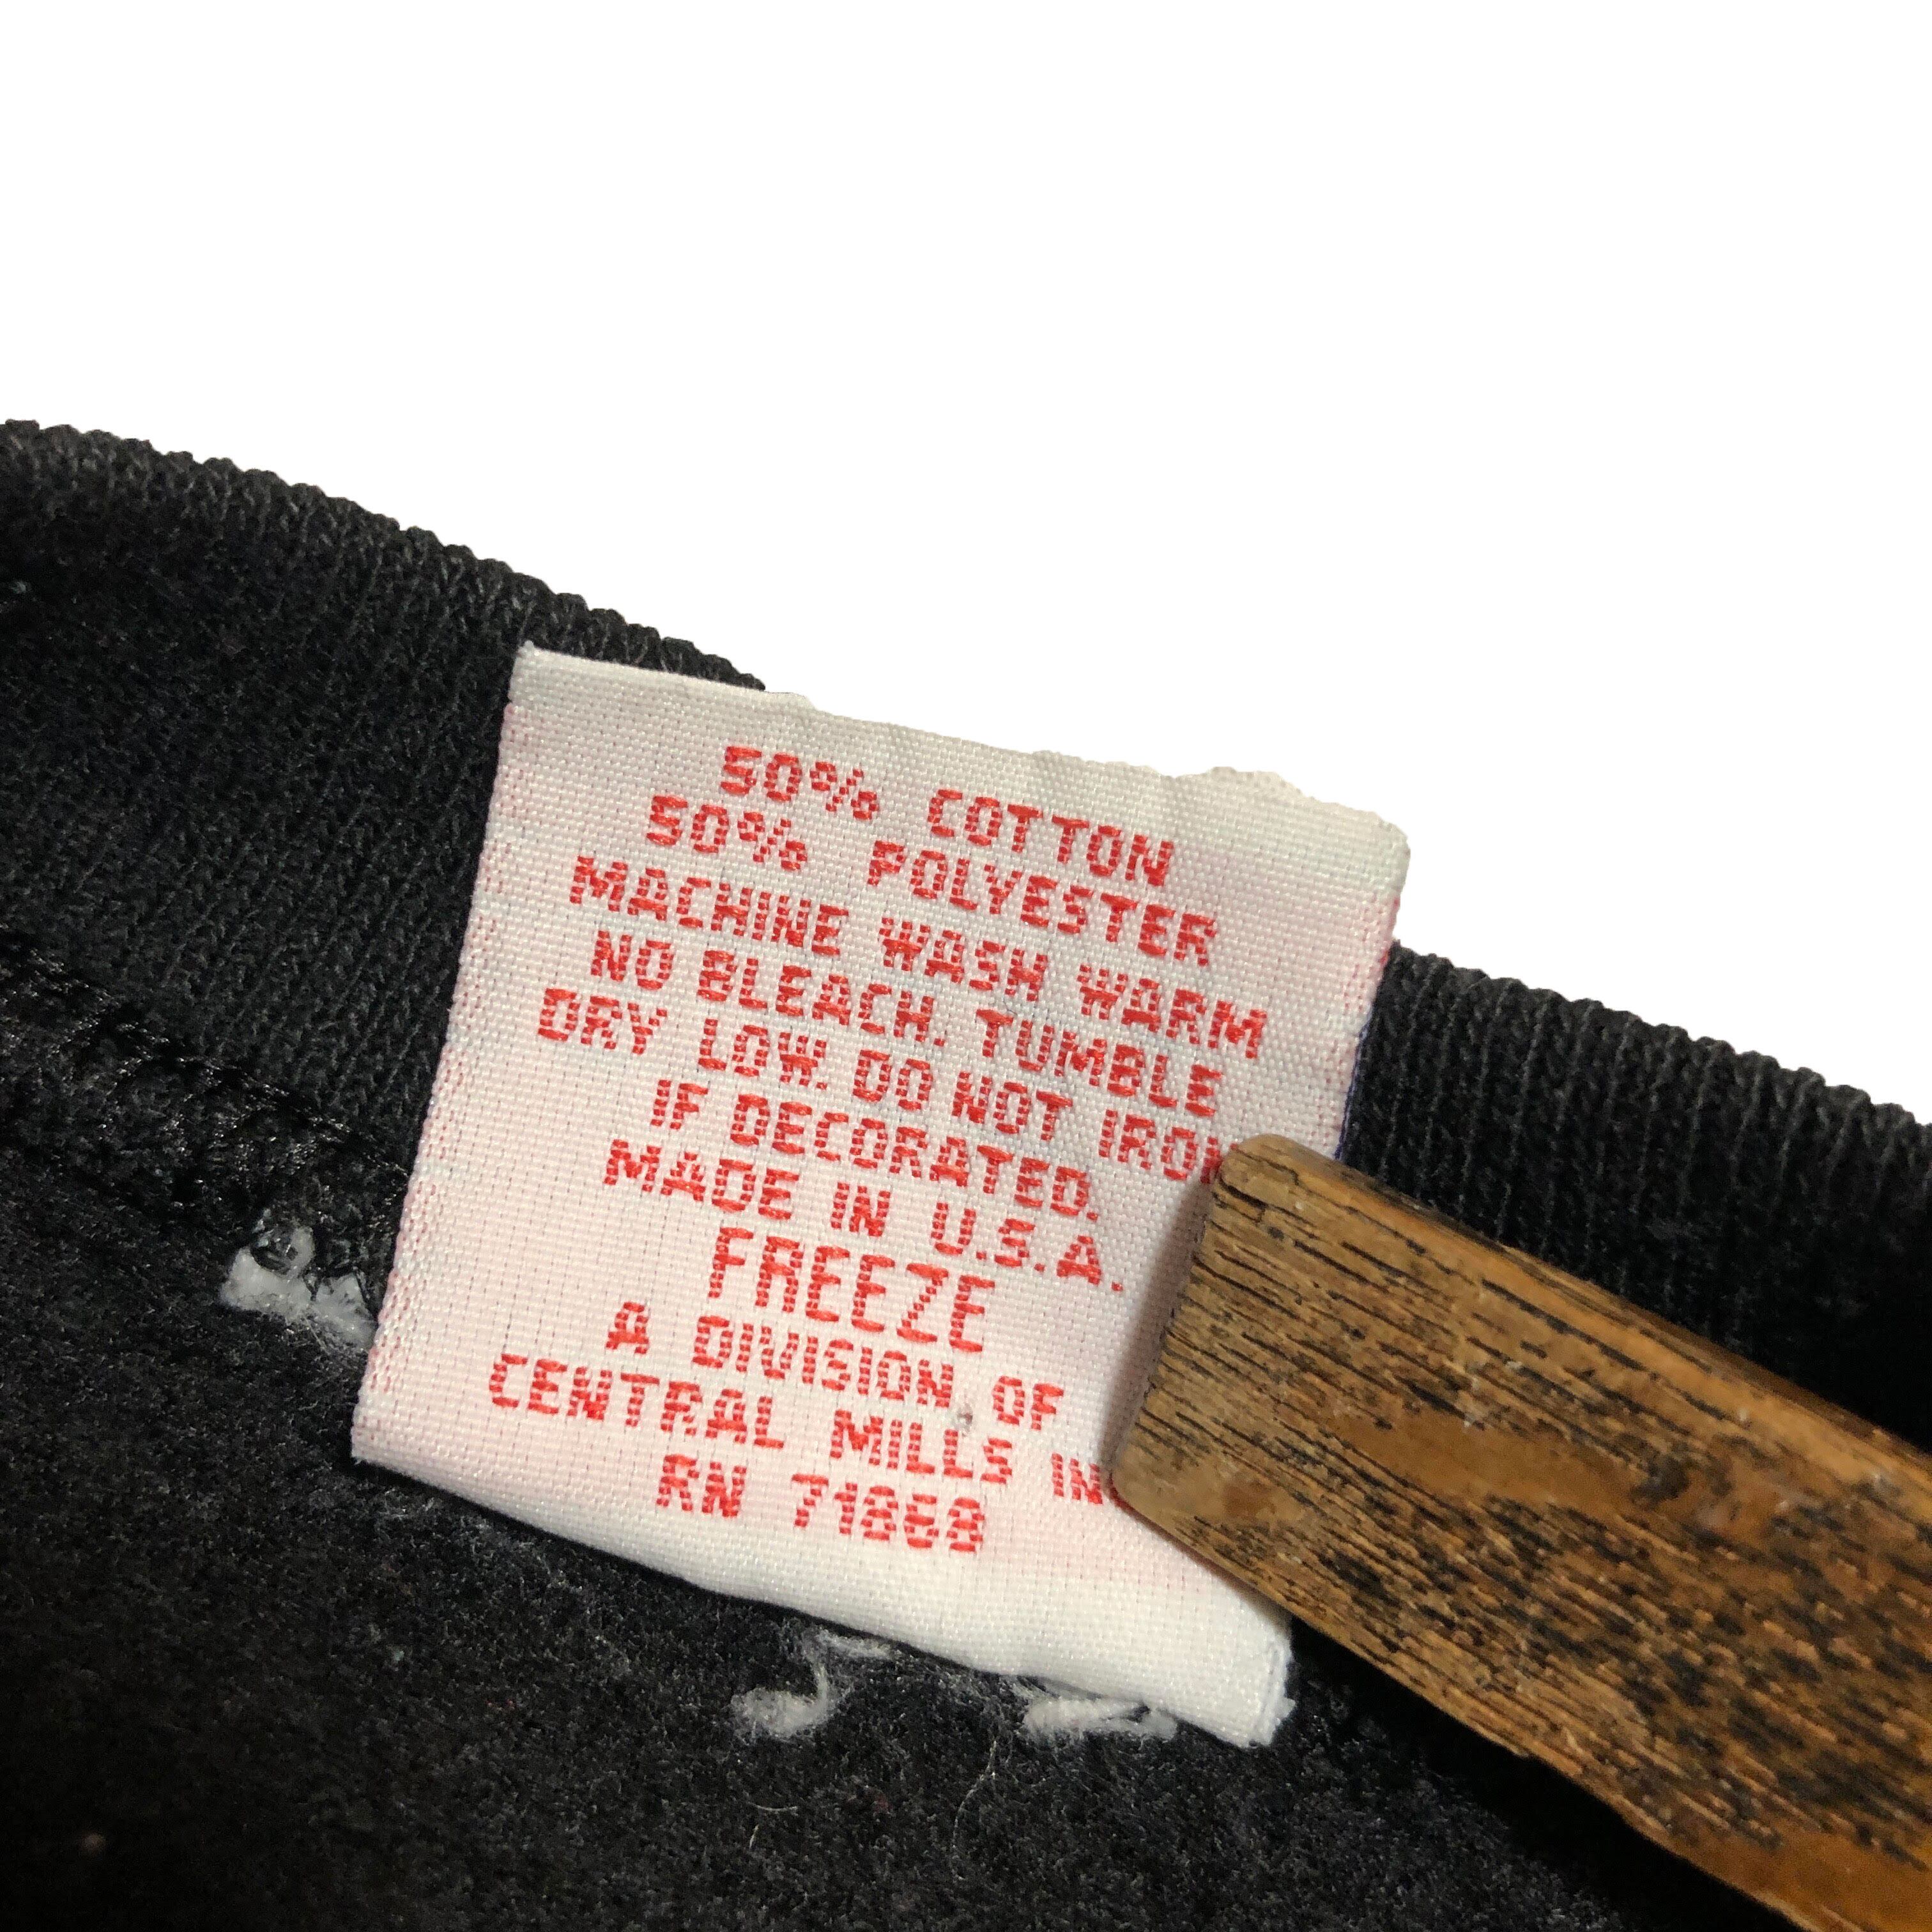 50% COTTON
50% POLYESTER
MACHINE WASH WARM
NO BLEACH. TUMBLE
DRY LOW. DO NOT IRON
IF DECORATED.
MADE IN U.S.A.
FREEZE
A DIVISION OF
CENTRAL MILLS IN
RN 71868